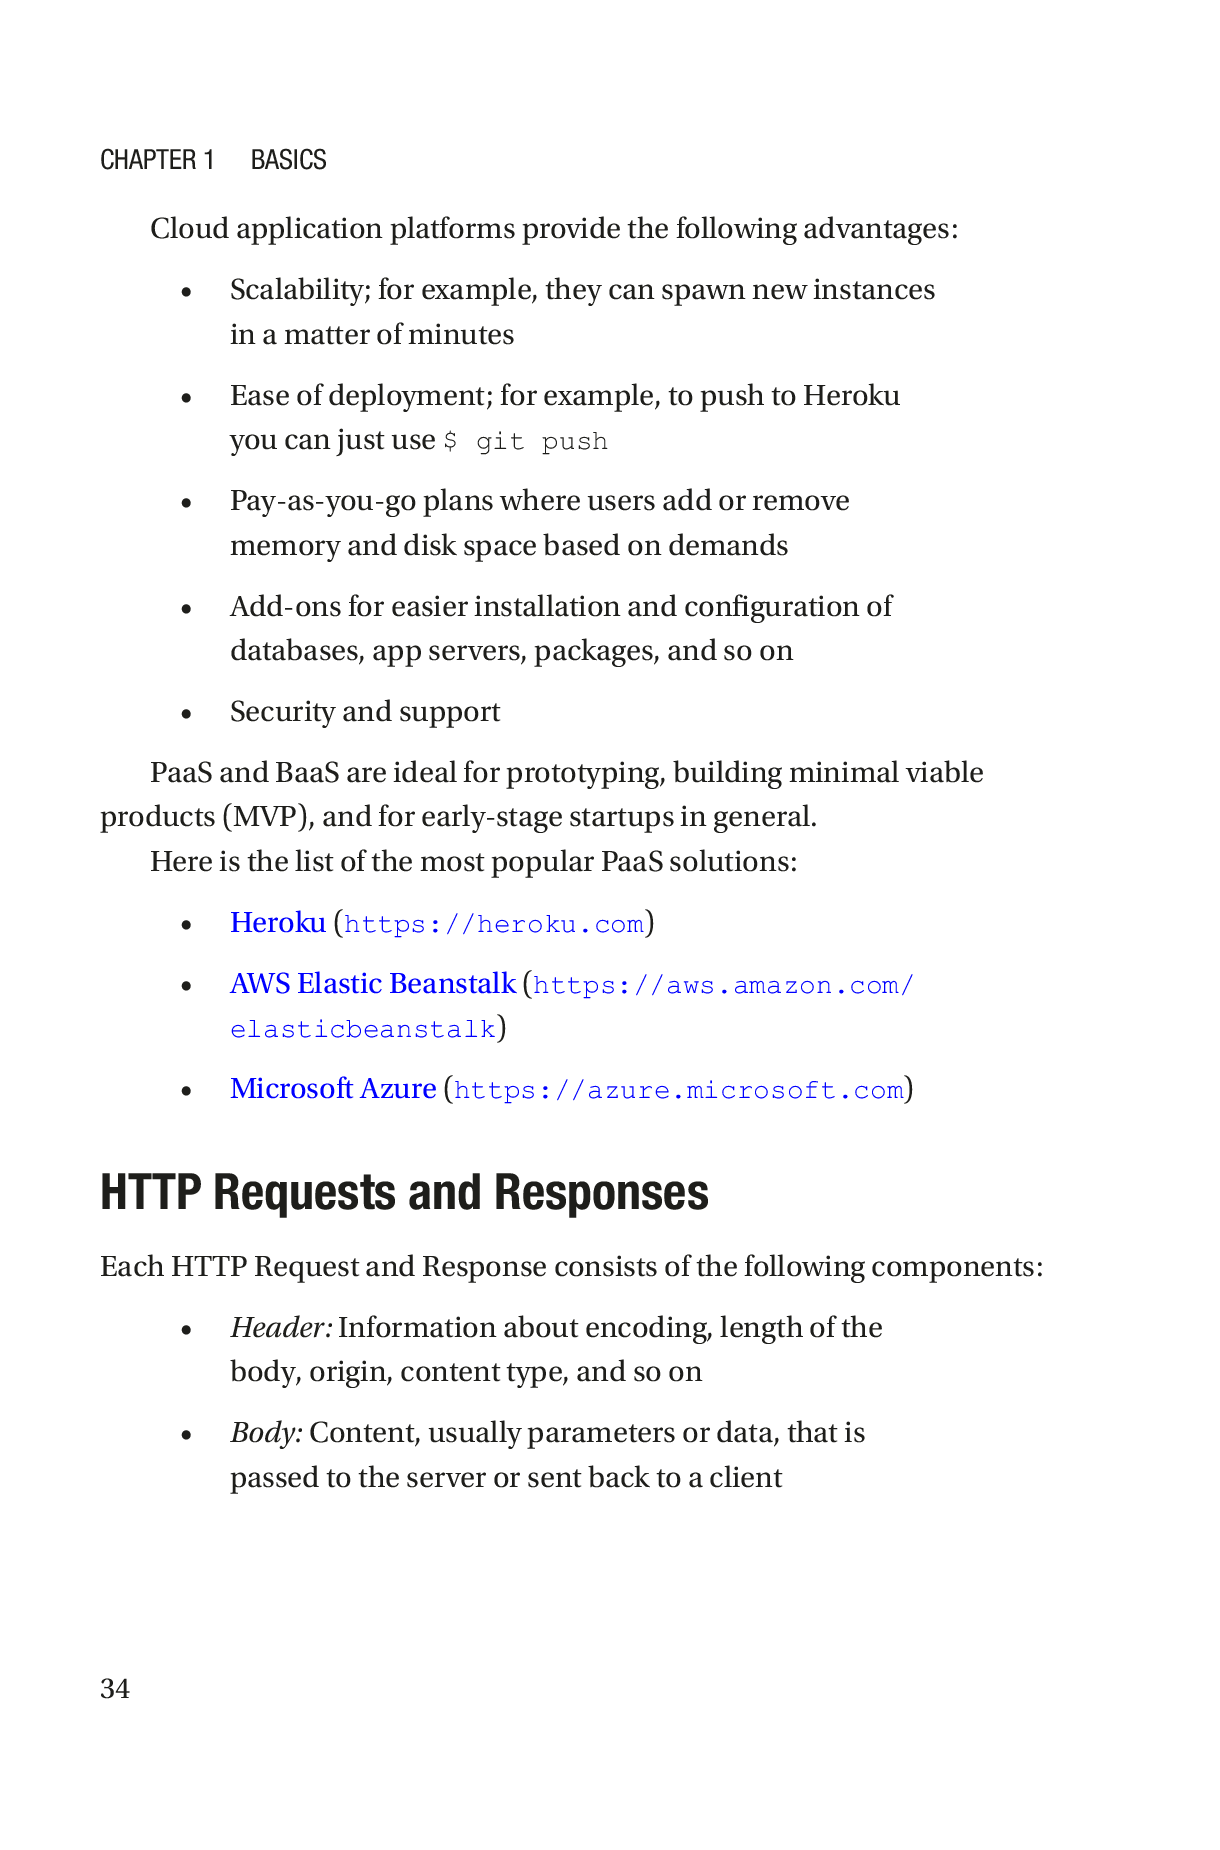 CHAPTER 1 BASICS
Cloud application platforms provide the following advantages:
• Scalability; for example, they can spawn new instances
in a matter of minutes
• Ease of deployment; for example, to push to Heroku
you can just use $ git push
• Pay-as-you-go plans where users add or remove
memory and disk space based on demands
• Add-ons for easier installation and configuration of
databases, app servers, packages, and so on
• Security and support
PaaS and BaaS are ideal for prototyping, building minimal viable
products (MVP), and for early-stage startups in general.
Here is the list of the most popular PaaS solutions:
• Heroku (https://heroku.com)
• AWS Elastic Beanstalk (https://aws.amazon.com/
elasticbeanstalk)
• Microsoft Azure (https://azure.microsoft.com)
HTTP Requests and Responses
Each HTTP Request and Response consists of the following components:
• Header: Information about encoding, length of the
body, origin, content type, and so on
• Body: Content, usually parameters or data, that is
passed to the server or sent back to a client
34